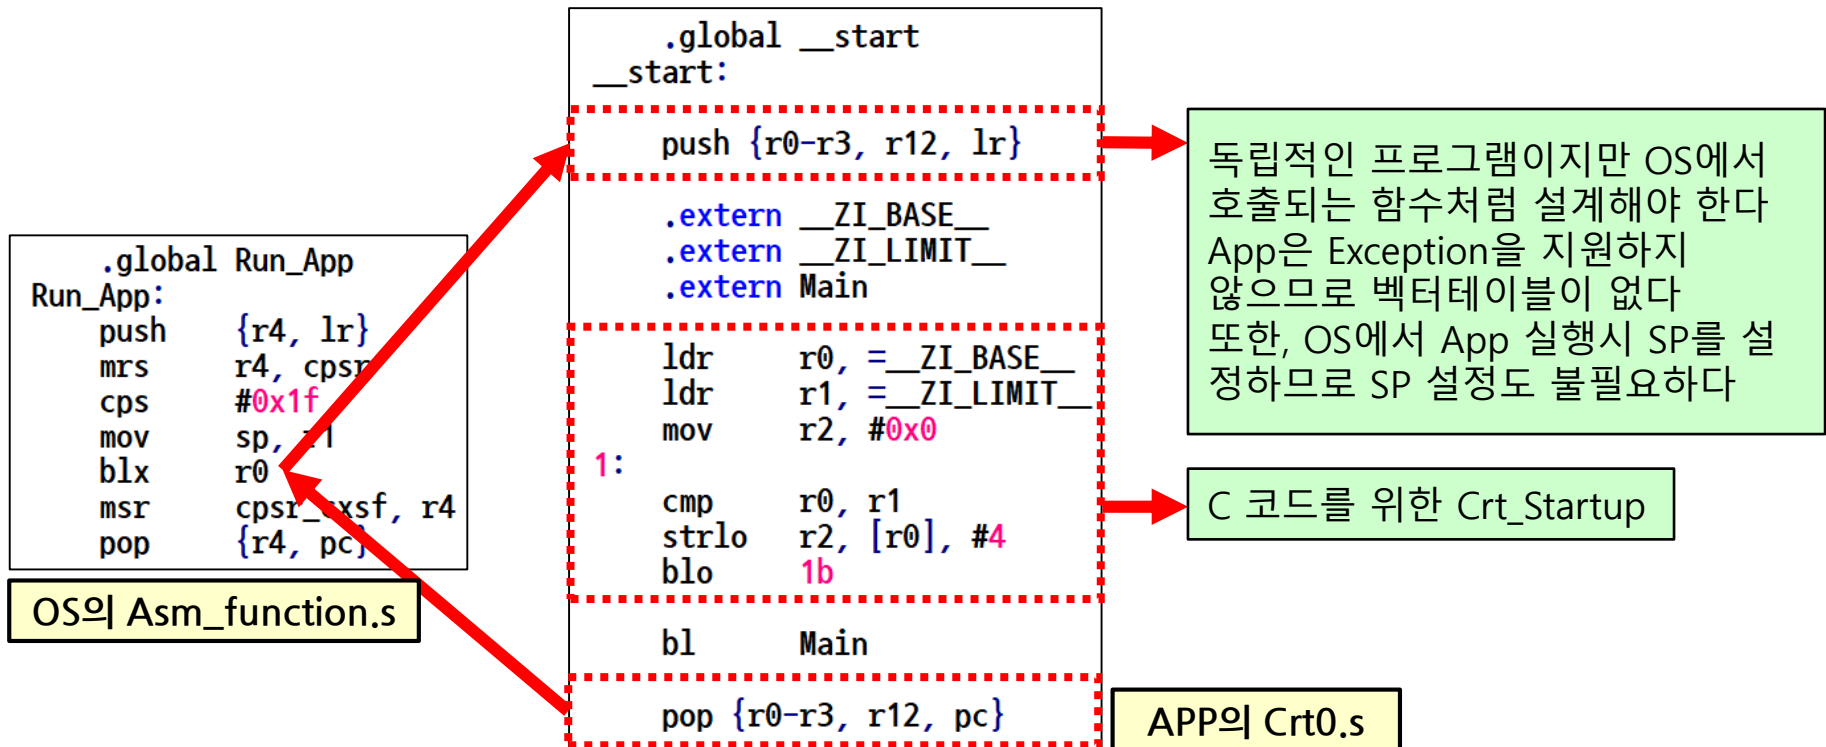 .global Run_App
Run_App:
push {r4, lr}
mrs r4, cpsr
cps #0x1f
mov sp, r1
blx r0
msr cpsr_cxsf, r4
pop {r4, pc}
OS의 Asm_function.s
.global __start
__start:
push {r0-r3, r12, lr}
.extern __ZI_BASE__
.extern __ZI_LIMIT__
.extern Main
ldr r0, =__ZI_BASE__
ldr r1, =__ZI_LIMIT__
mov r2, #0x0
1:
cmp r0, r1
strlo r2, [r0], #4
blo 1b
bl Main
pop {r0-r3, r12, pc}
APP의 Crt0.s
독립적인 프로그램이지만 OS에서
호출되는 함수처럼 설계해야 한다
App은 Exception을 지원하지
않으므로 벡터테이블이 없다
또한, OS에서 App 실행시 SP를 설
정하므로 SP 설정도 불필요하다
C 코드를 위한 Crt_Startup